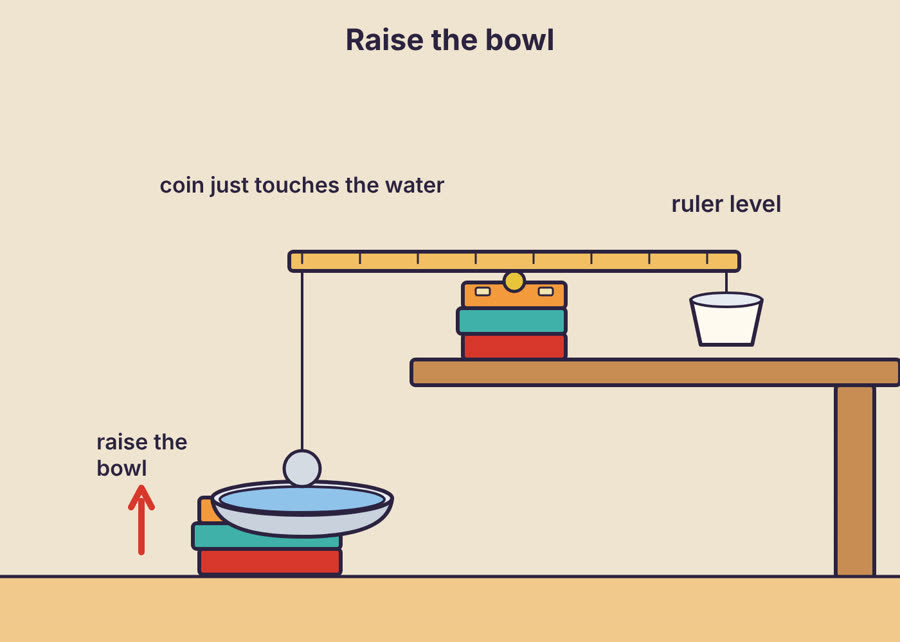 Raise the bowl
coin just touches the water
ruler level
raise the
bowl